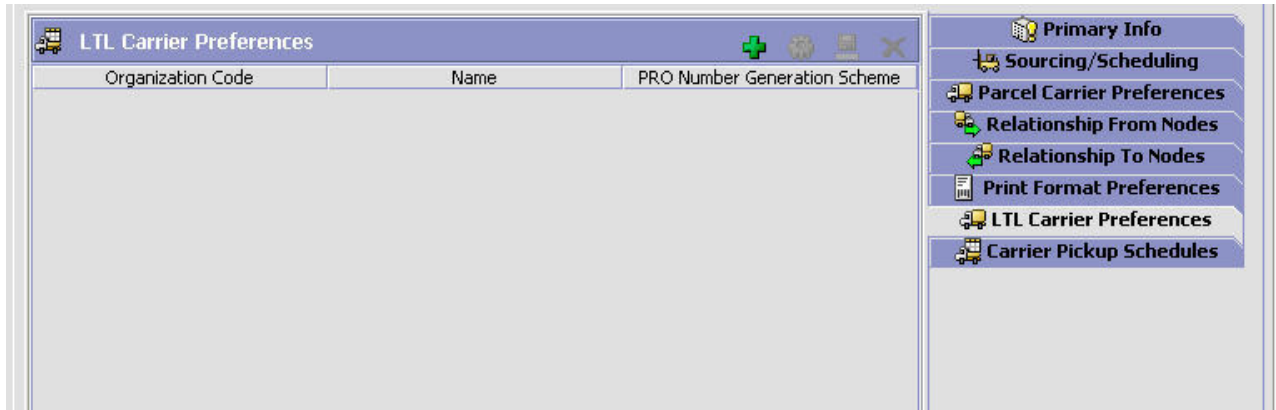 LTL Carrier Preferences
Organization Code Name PRO Number Generation Scheme
Primary Info
Sourcing/Scheduling
Parcel Carrier Preferences
Relationship From Nodes
Relationship To Nodes
Print Format Preferences
LTL Carrier Preferences
Carrier Pickup Schedules